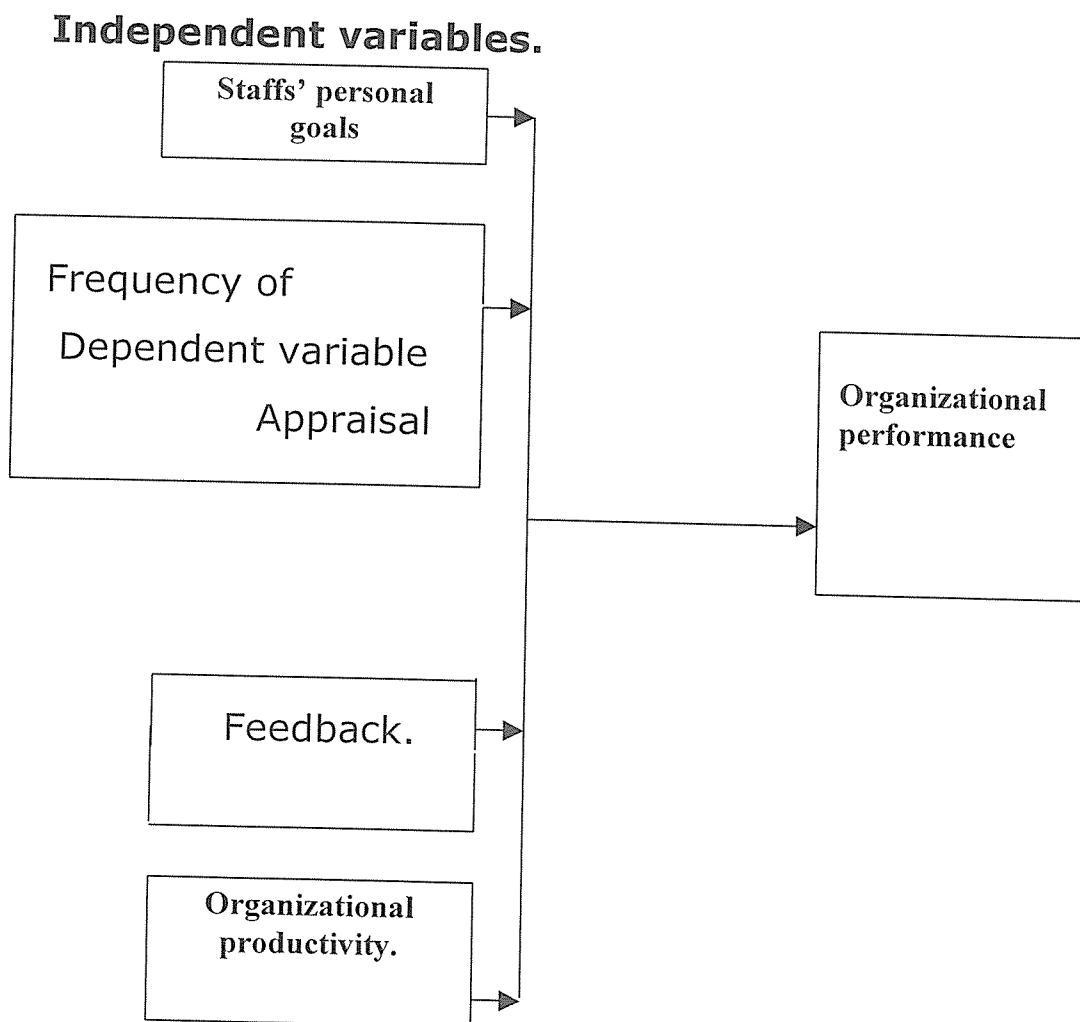 Independent variables.
Staffs’ personal
goals
Frequency of
Dependent variable
Appraisal
Organizational
performance
Feedback.
Organizational
productivity.